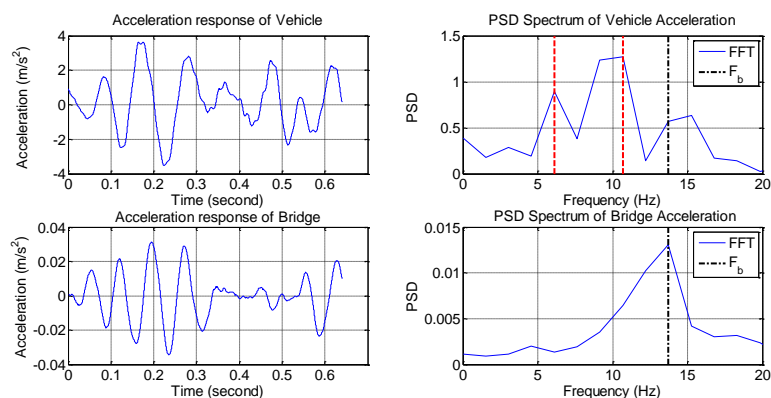 Acceleration response of Vehicle
Acceleration (m/s²)
4
2
0
-2
-4
0 0.1 0.2 0.3 0.4 0.5 0.6
Time (second)
PSD Spectrum of Vehicle Acceleration
PSD
1.5
1
0.5
0
0 5 10 15 20
Frequency (Hz)
FFT
F_b
Acceleration response of Bridge
Acceleration (m/s²)
0.04
0.02
0
-0.02
-0.04
0 0.1 0.2 0.3 0.4 0.5 0.6
Time (second)
PSD Spectrum of Bridge Acceleration
PSD
0.015
0.01
0.005
0
0 5 10 15 20
Frequency (Hz)
FFT
F_b